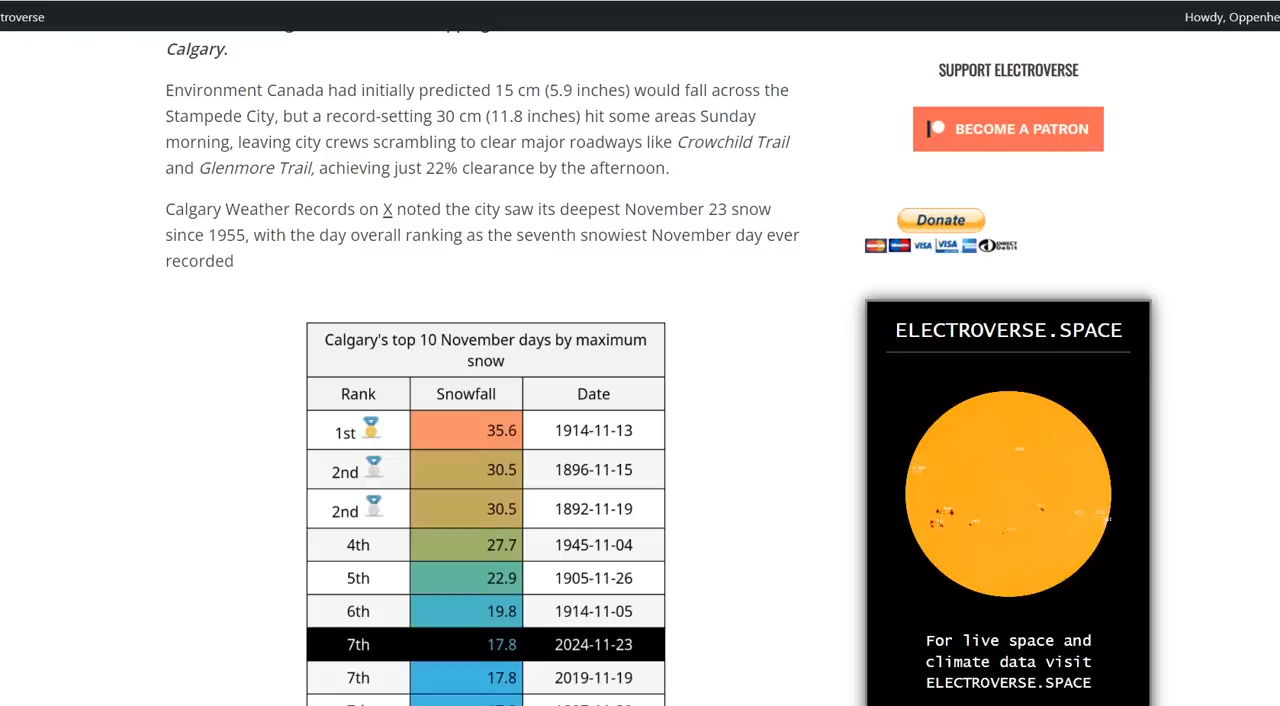 troverse
Howdy, Oppenhe
Calgary.
Environment Canada had initially predicted 15 cm (5.9 inches) would fall across the
Stampede City, but a record-setting 30 cm (11.8 inches) hit some areas Sunday
morning, leaving city crews scrambling to clear major roadways like Crowchild Trail
and Glenmore Trail, achieving just 22% clearance by the afternoon.
Calgary Weather Records on X noted the city saw its deepest November 23 snow
since 1955, with the day overall ranking as the seventh snowiest November day ever
recorded
Calgary's top 10 November days by maximum
snow
Rank Snowfall Date
1st 35.6 1914-11-13
2nd 30.5 1896-11-15
2nd 30.5 1892-11-19
4th 27.7 1945-11-04
5th 22.9 1905-11-26
6th 19.8 1914-11-05
7th 17.8 2024-11-23
7th 17.8 2019-11-19
SUPPORT ELECTROVERSE
BECOME A PATRON
Donate
VISA
VISA
DIRECT
Debit
ELECTROVERSE.SPACE
For live space and
climate data visit
ELECTROVERSE.SPACE